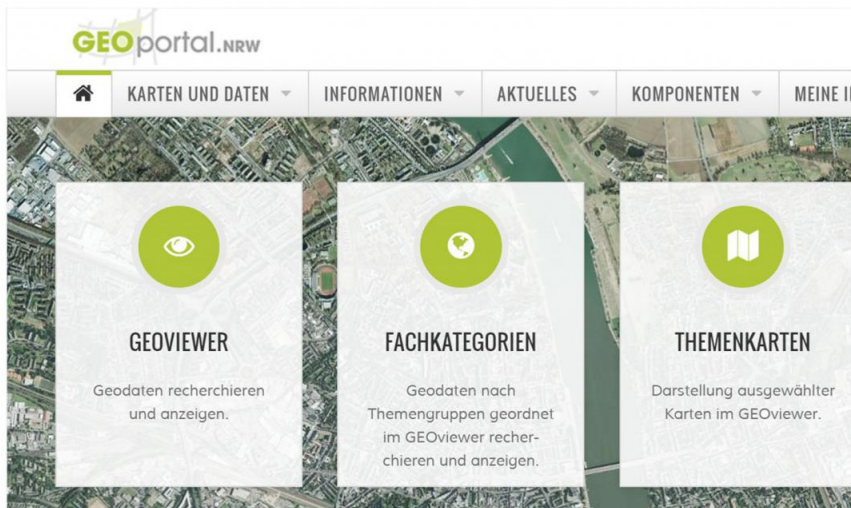 GEOportal.NRW
KARTEN UND DATEN
INFORMATIONEN
AKTUELLES
KOMPONENTEN
MEINE
GEOVIEWER
Geodaten recherchieren
und anzeigen.
FACHKATEGORIEN
Geodaten nach
Themengruppen geordnet
im GEOviewer recher-
chieren und anzeigen.
THEMENKARTEN
Darstellung ausgewählter
Karten im GEOviewer.